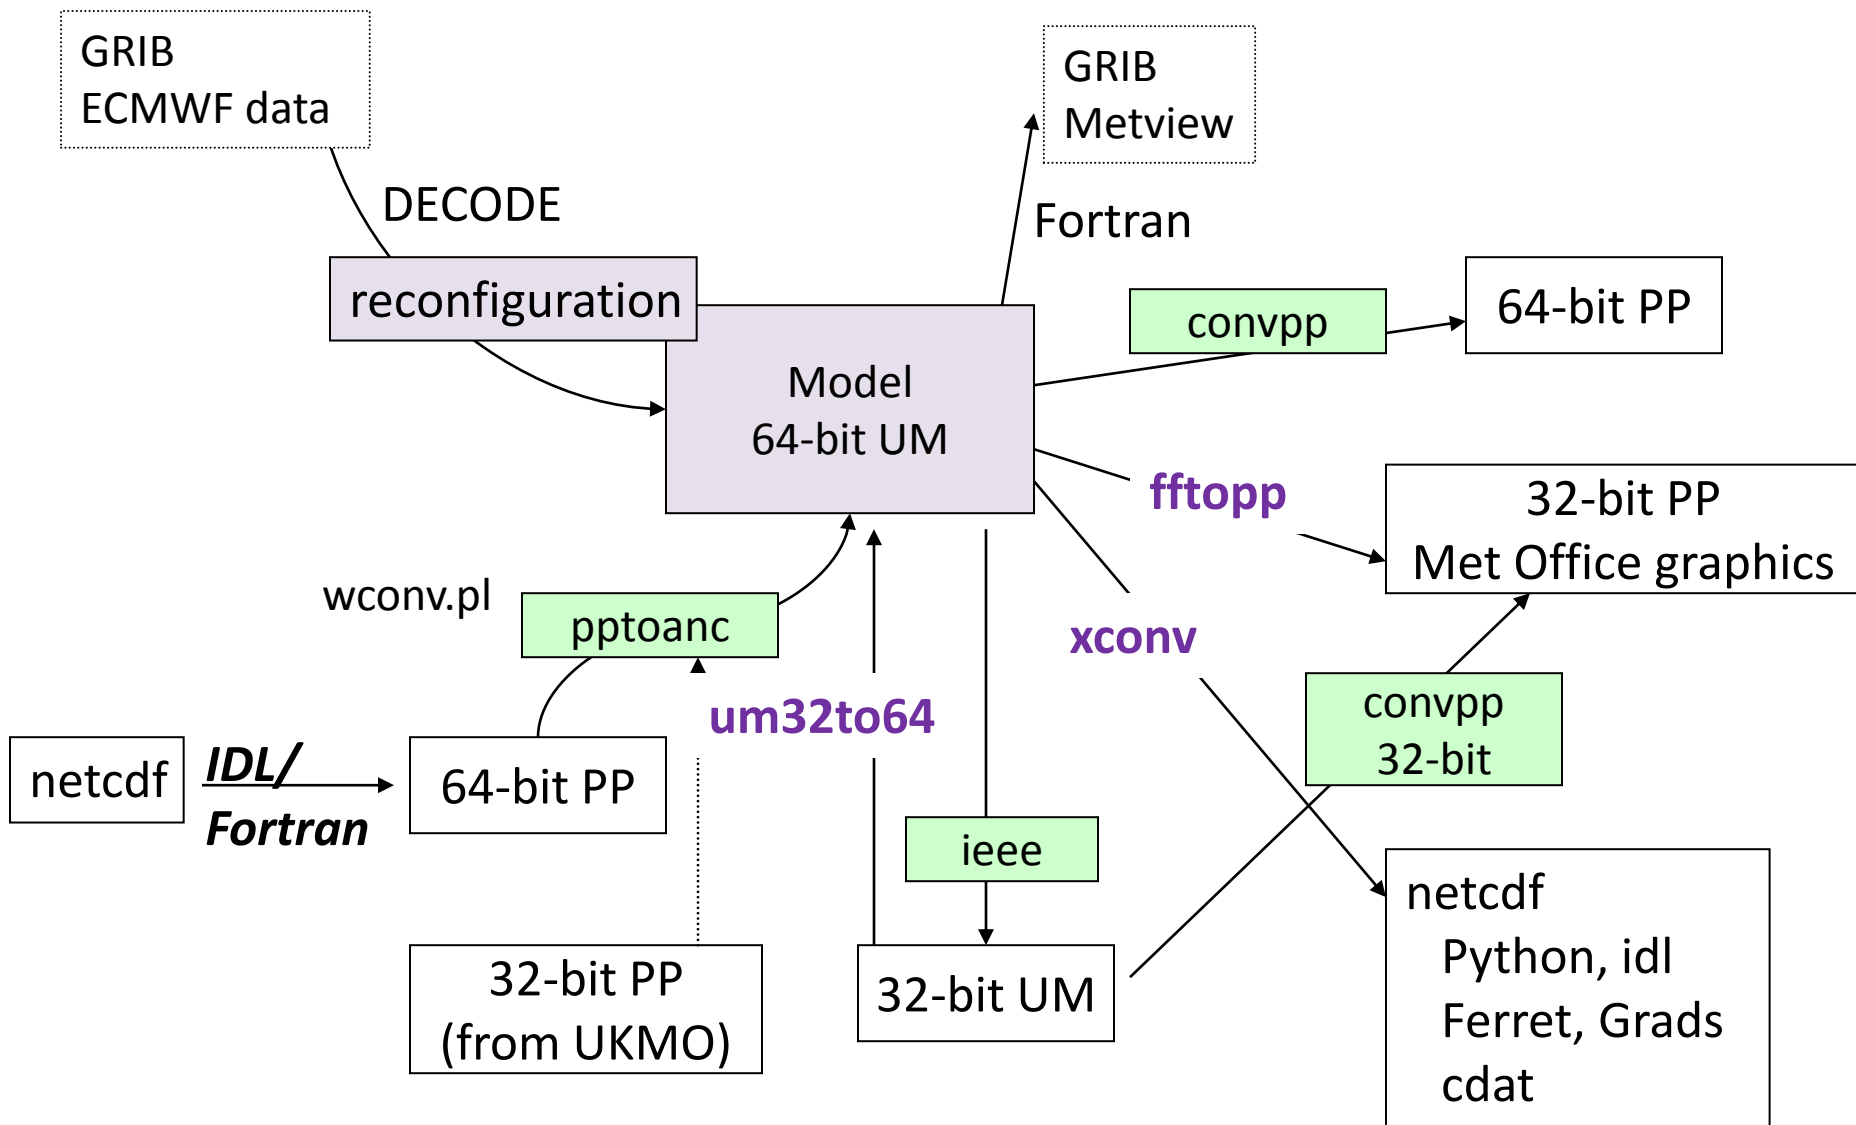 GRIB
ECMWF data
GRIB
Metview
DECODE
Fortran
reconfiguration
convpp
64-bit PP
Model
64-bit UM
fftopp
32-bit PP
Met Office graphics
wconv.pl
pptoanc
xconv
um32to64
convpp
32-bit
netcdf
IDL/
Fortran
64-bit PP
ieee
netcdf
Python, idl
Ferret, Grads
cdat
32-bit PP
(from UKMO)
32-bit UM